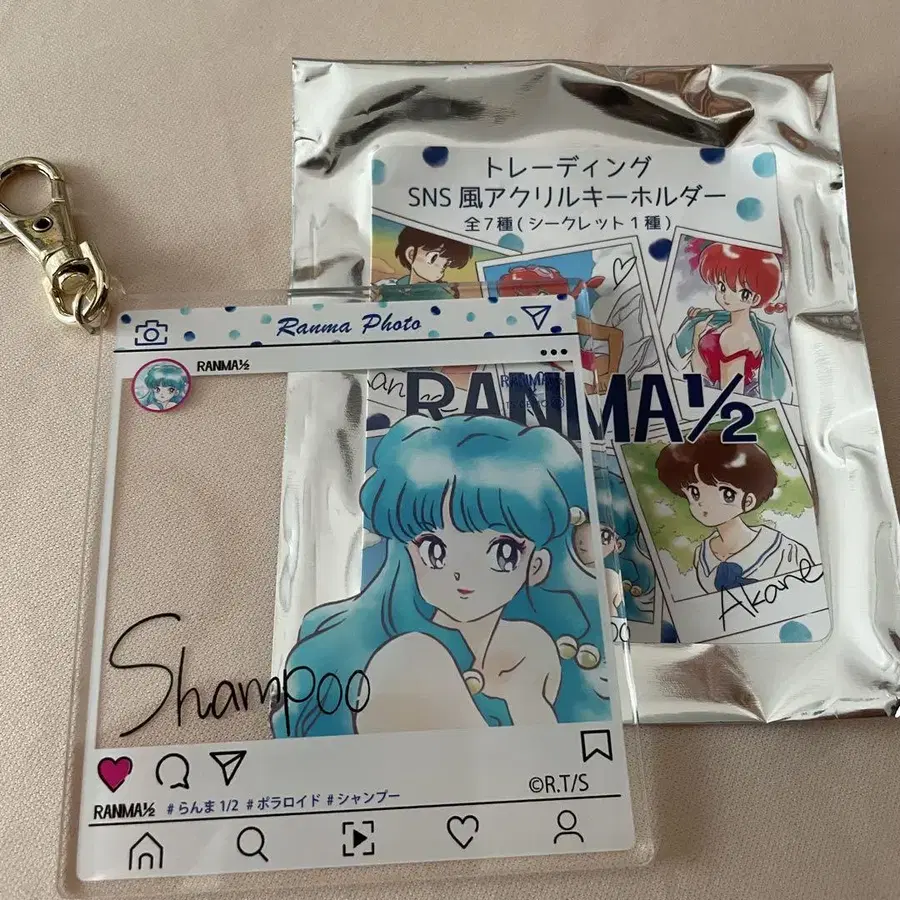 トレーディング
SNS 風アクリルキーホルダー
全7種(シークレット1種)
RANMA½
Akane
Ranma Photo
RANMA½
Shampoo
©R.T/S
RANMA½ #らんま1/2 #ポラロイド #シャンプー